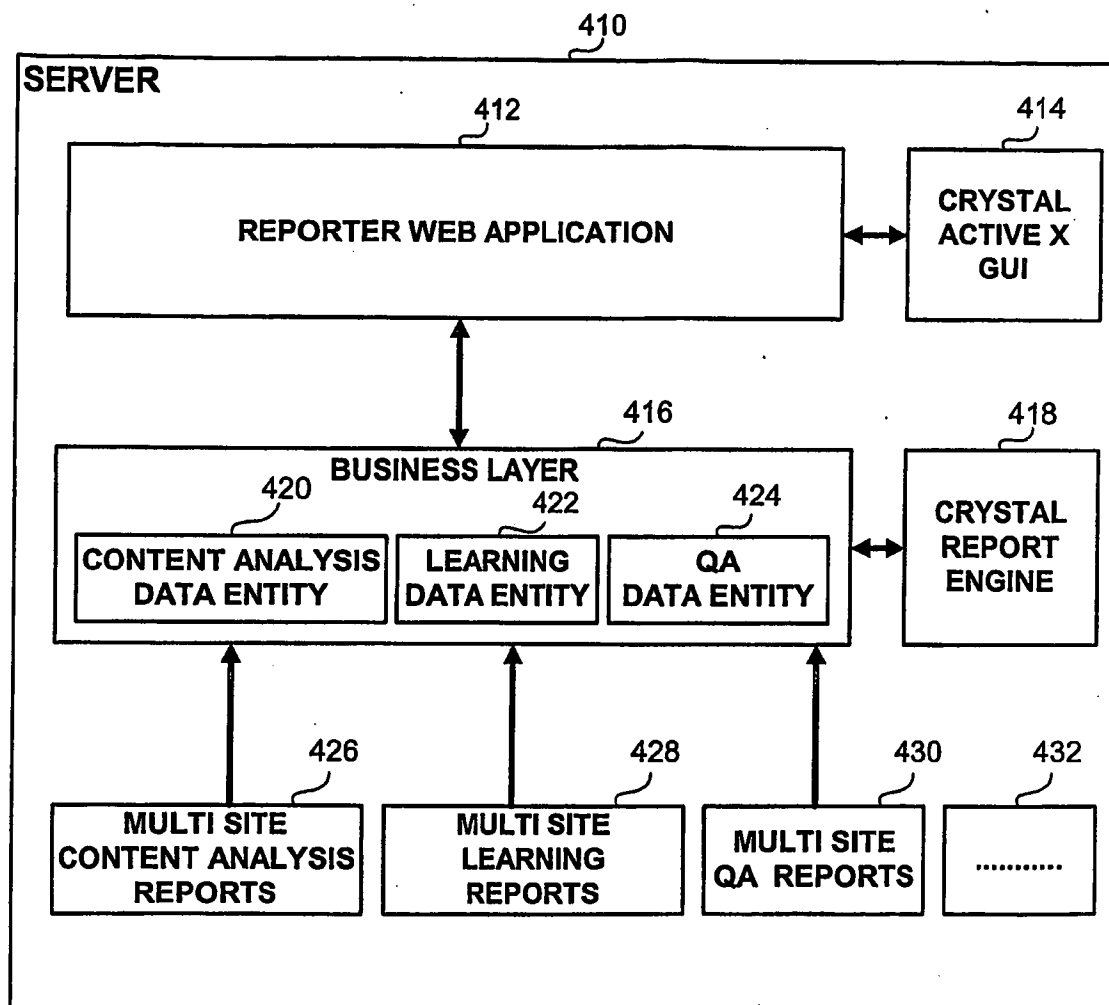 410
SERVER
412
414
REPORTER WEB APPLICATION
CRYSTAL
ACTIVE X
GUI
416
418
BUSINESS LAYER
420
422
424
CONTENT ANALYSIS
DATA ENTITY
LEARNING
DATA ENTITY
QA
DATA ENTITY
CRYSTAL
REPORT
ENGINE
426
428
430
432
MULTI SITE
CONTENT ANALYSIS
REPORTS
MULTI SITE
LEARNING
REPORTS
MULTI SITE
QA REPORTS
...........